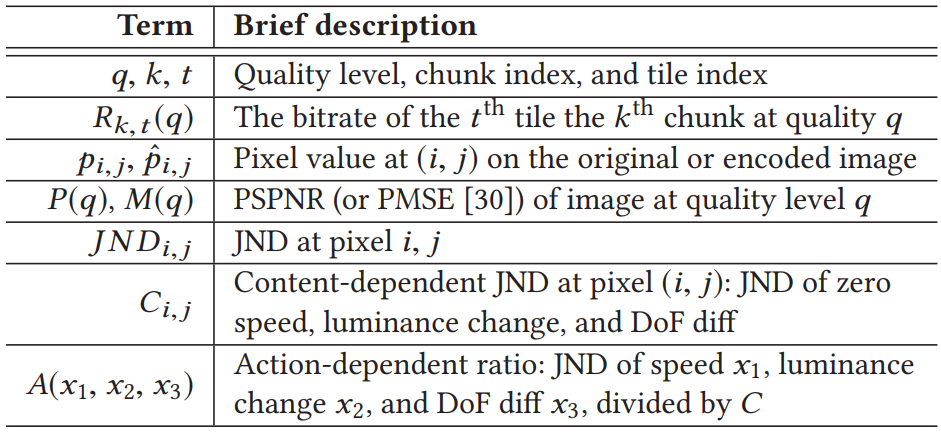 Term Brief description
q, k, t Quality level, chunk index, and tile index
R_{k,t}(q) The bitrate of the t^{th} tile the k^{th} chunk at quality q
p_{i,j}, \hat{p}_{i,j} Pixel value at (i, j) on the original or encoded image
P(q), M(q) PSPNR (or PMSE [30]) of image at quality level q
JND_{i,j} JND at pixel i, j
C_{i,j} Content-dependent JND at pixel (i, j): JND of zero
speed, luminance change, and DoF diff
A(x_1, x_2, x_3) Action-dependent ratio: JND of speed x_1, luminance
change x_2, and DoF diff x_3, divided by C